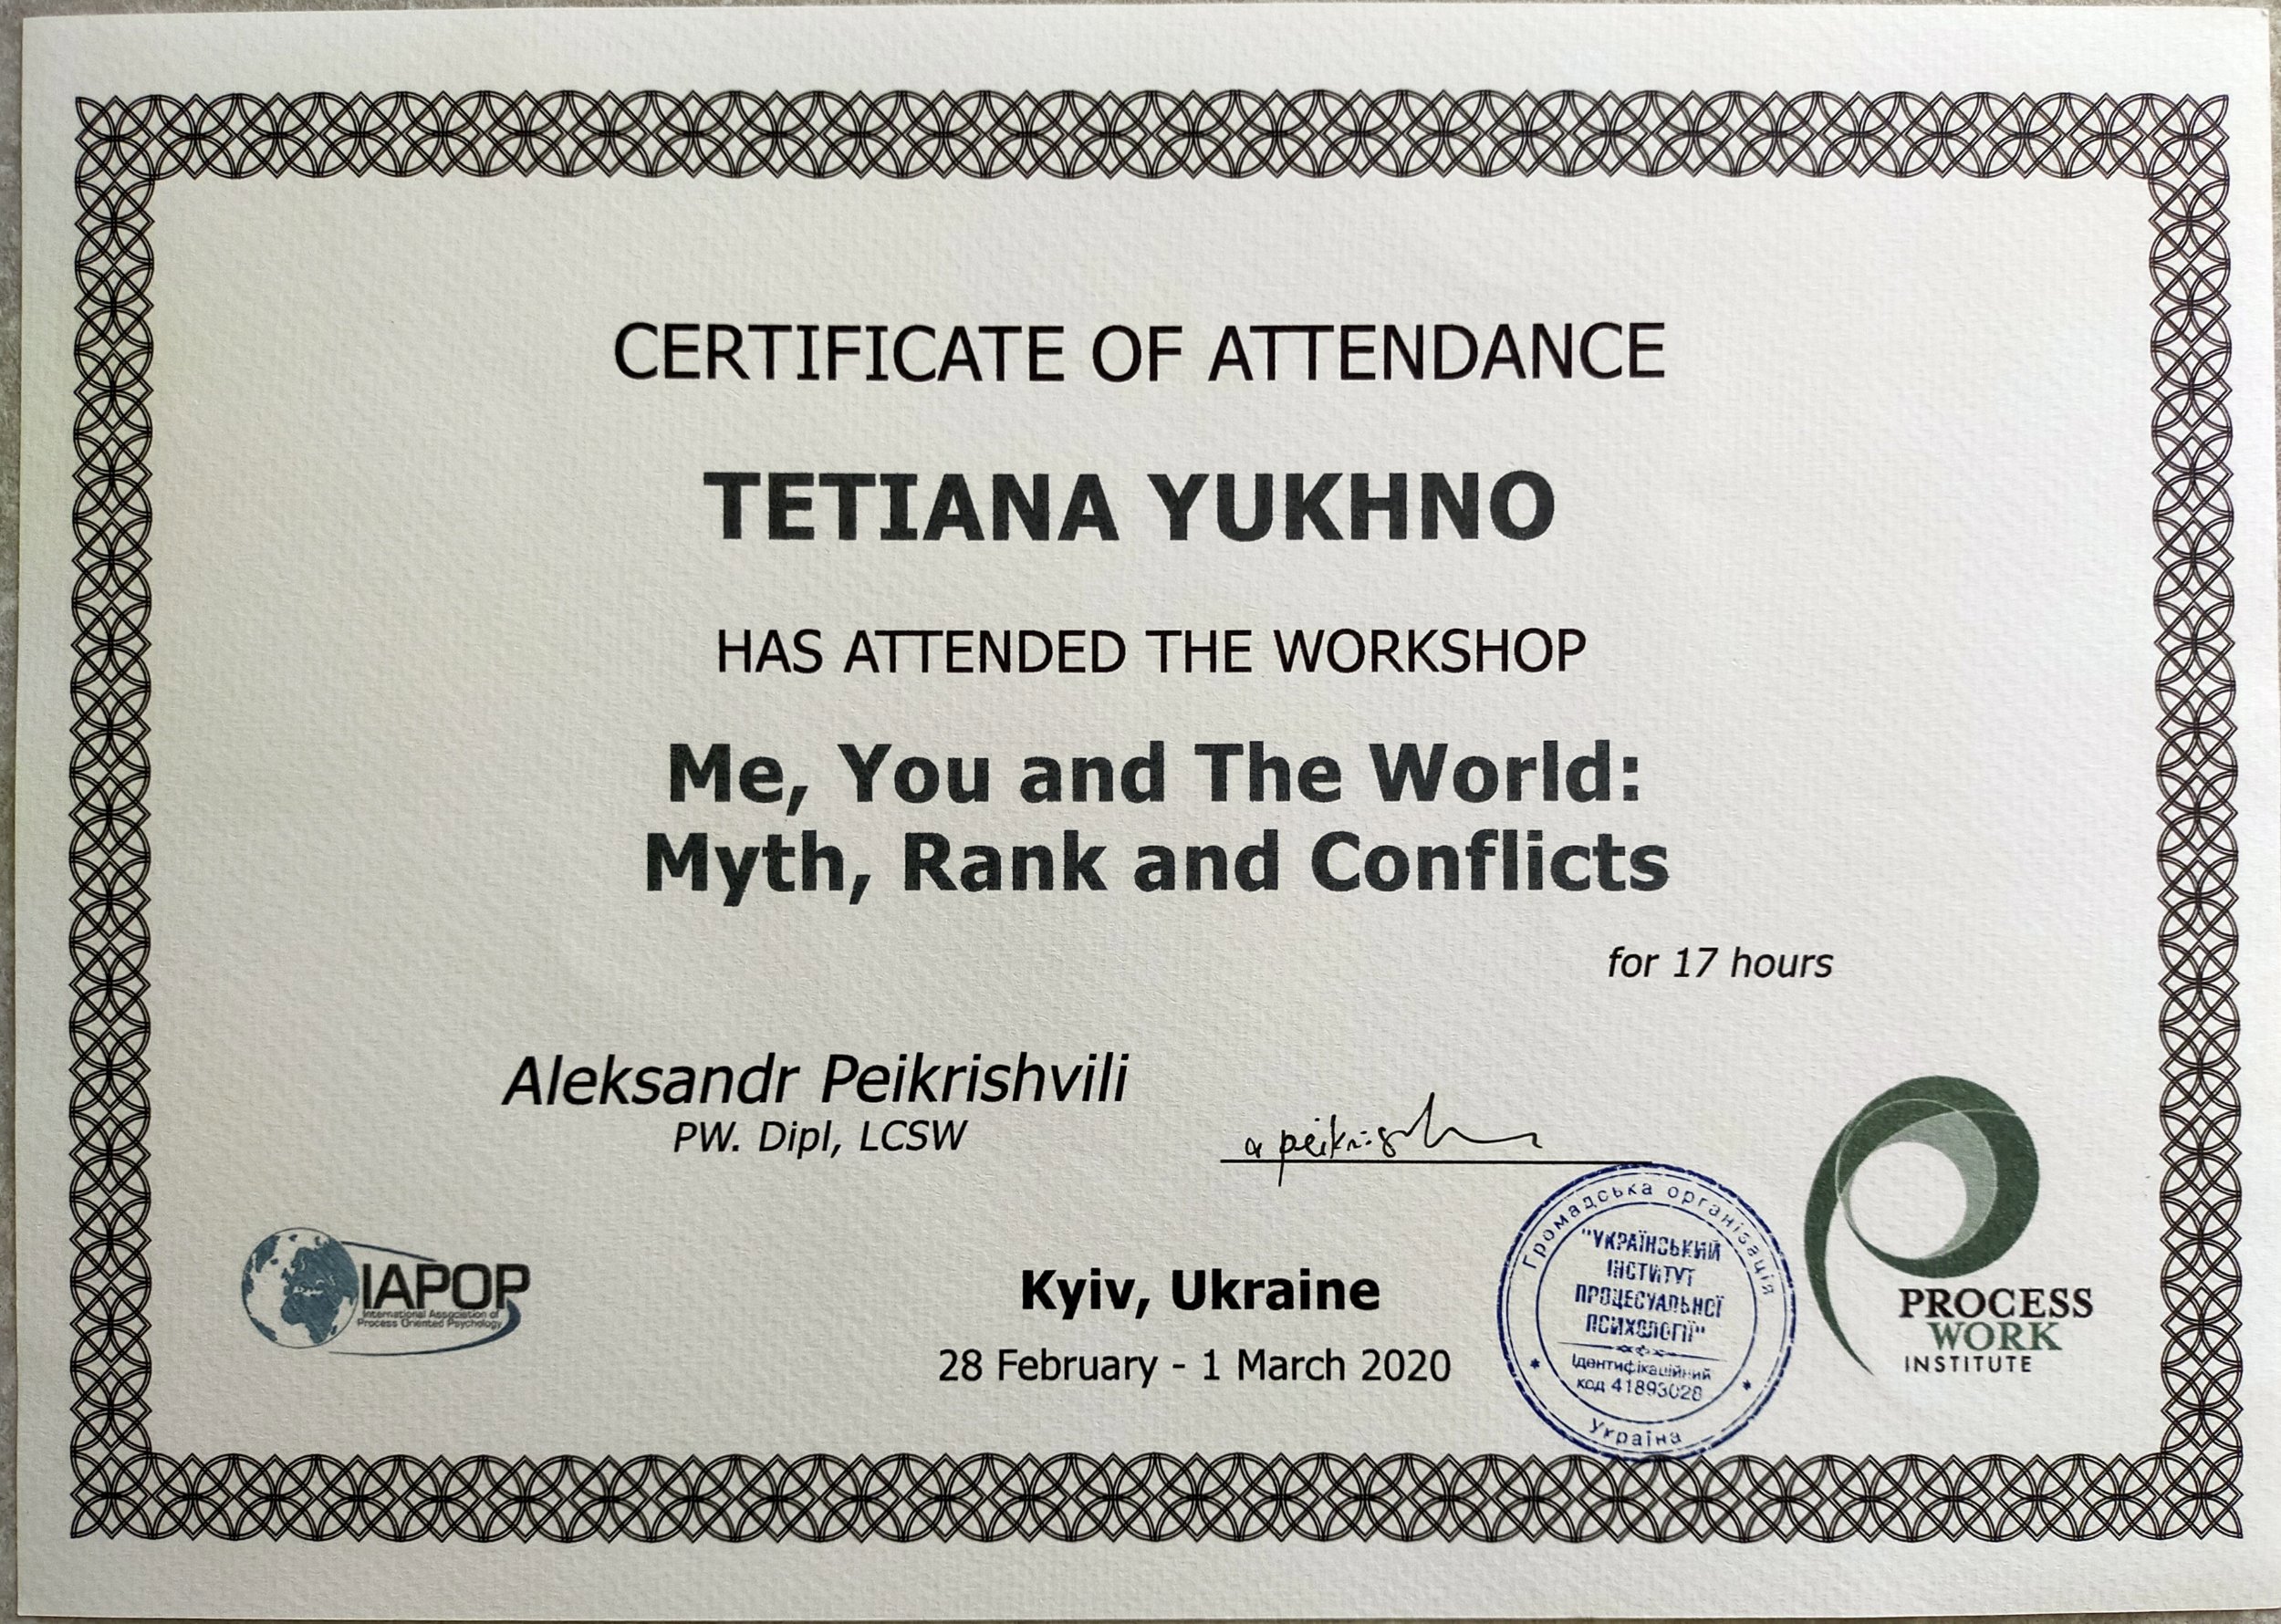 CERTIFICATE OF ATTENDANCE
TETIANA YUKHNO
HAS ATTENDED THE WORKSHOP
Me, You and The World:
Myth, Rank and Conflicts
for 17 hours
Aleksandr Peikrishvili
PW. Dipl, LCSW
IAPOP
International Association of
Process Oriented Psychology
Kyiv, Ukraine
28 February - 1 March 2020
Громадська організація
"УКРАЇНСЬКИЙ
ІНСТИТУТ
ПРОЦЕСУАЛЬНОЇ
ПСИХОЛОГІЇ"
Ідентифікаційний
код 41893028
Україна
PROCESS
WORK
INSTITUTE